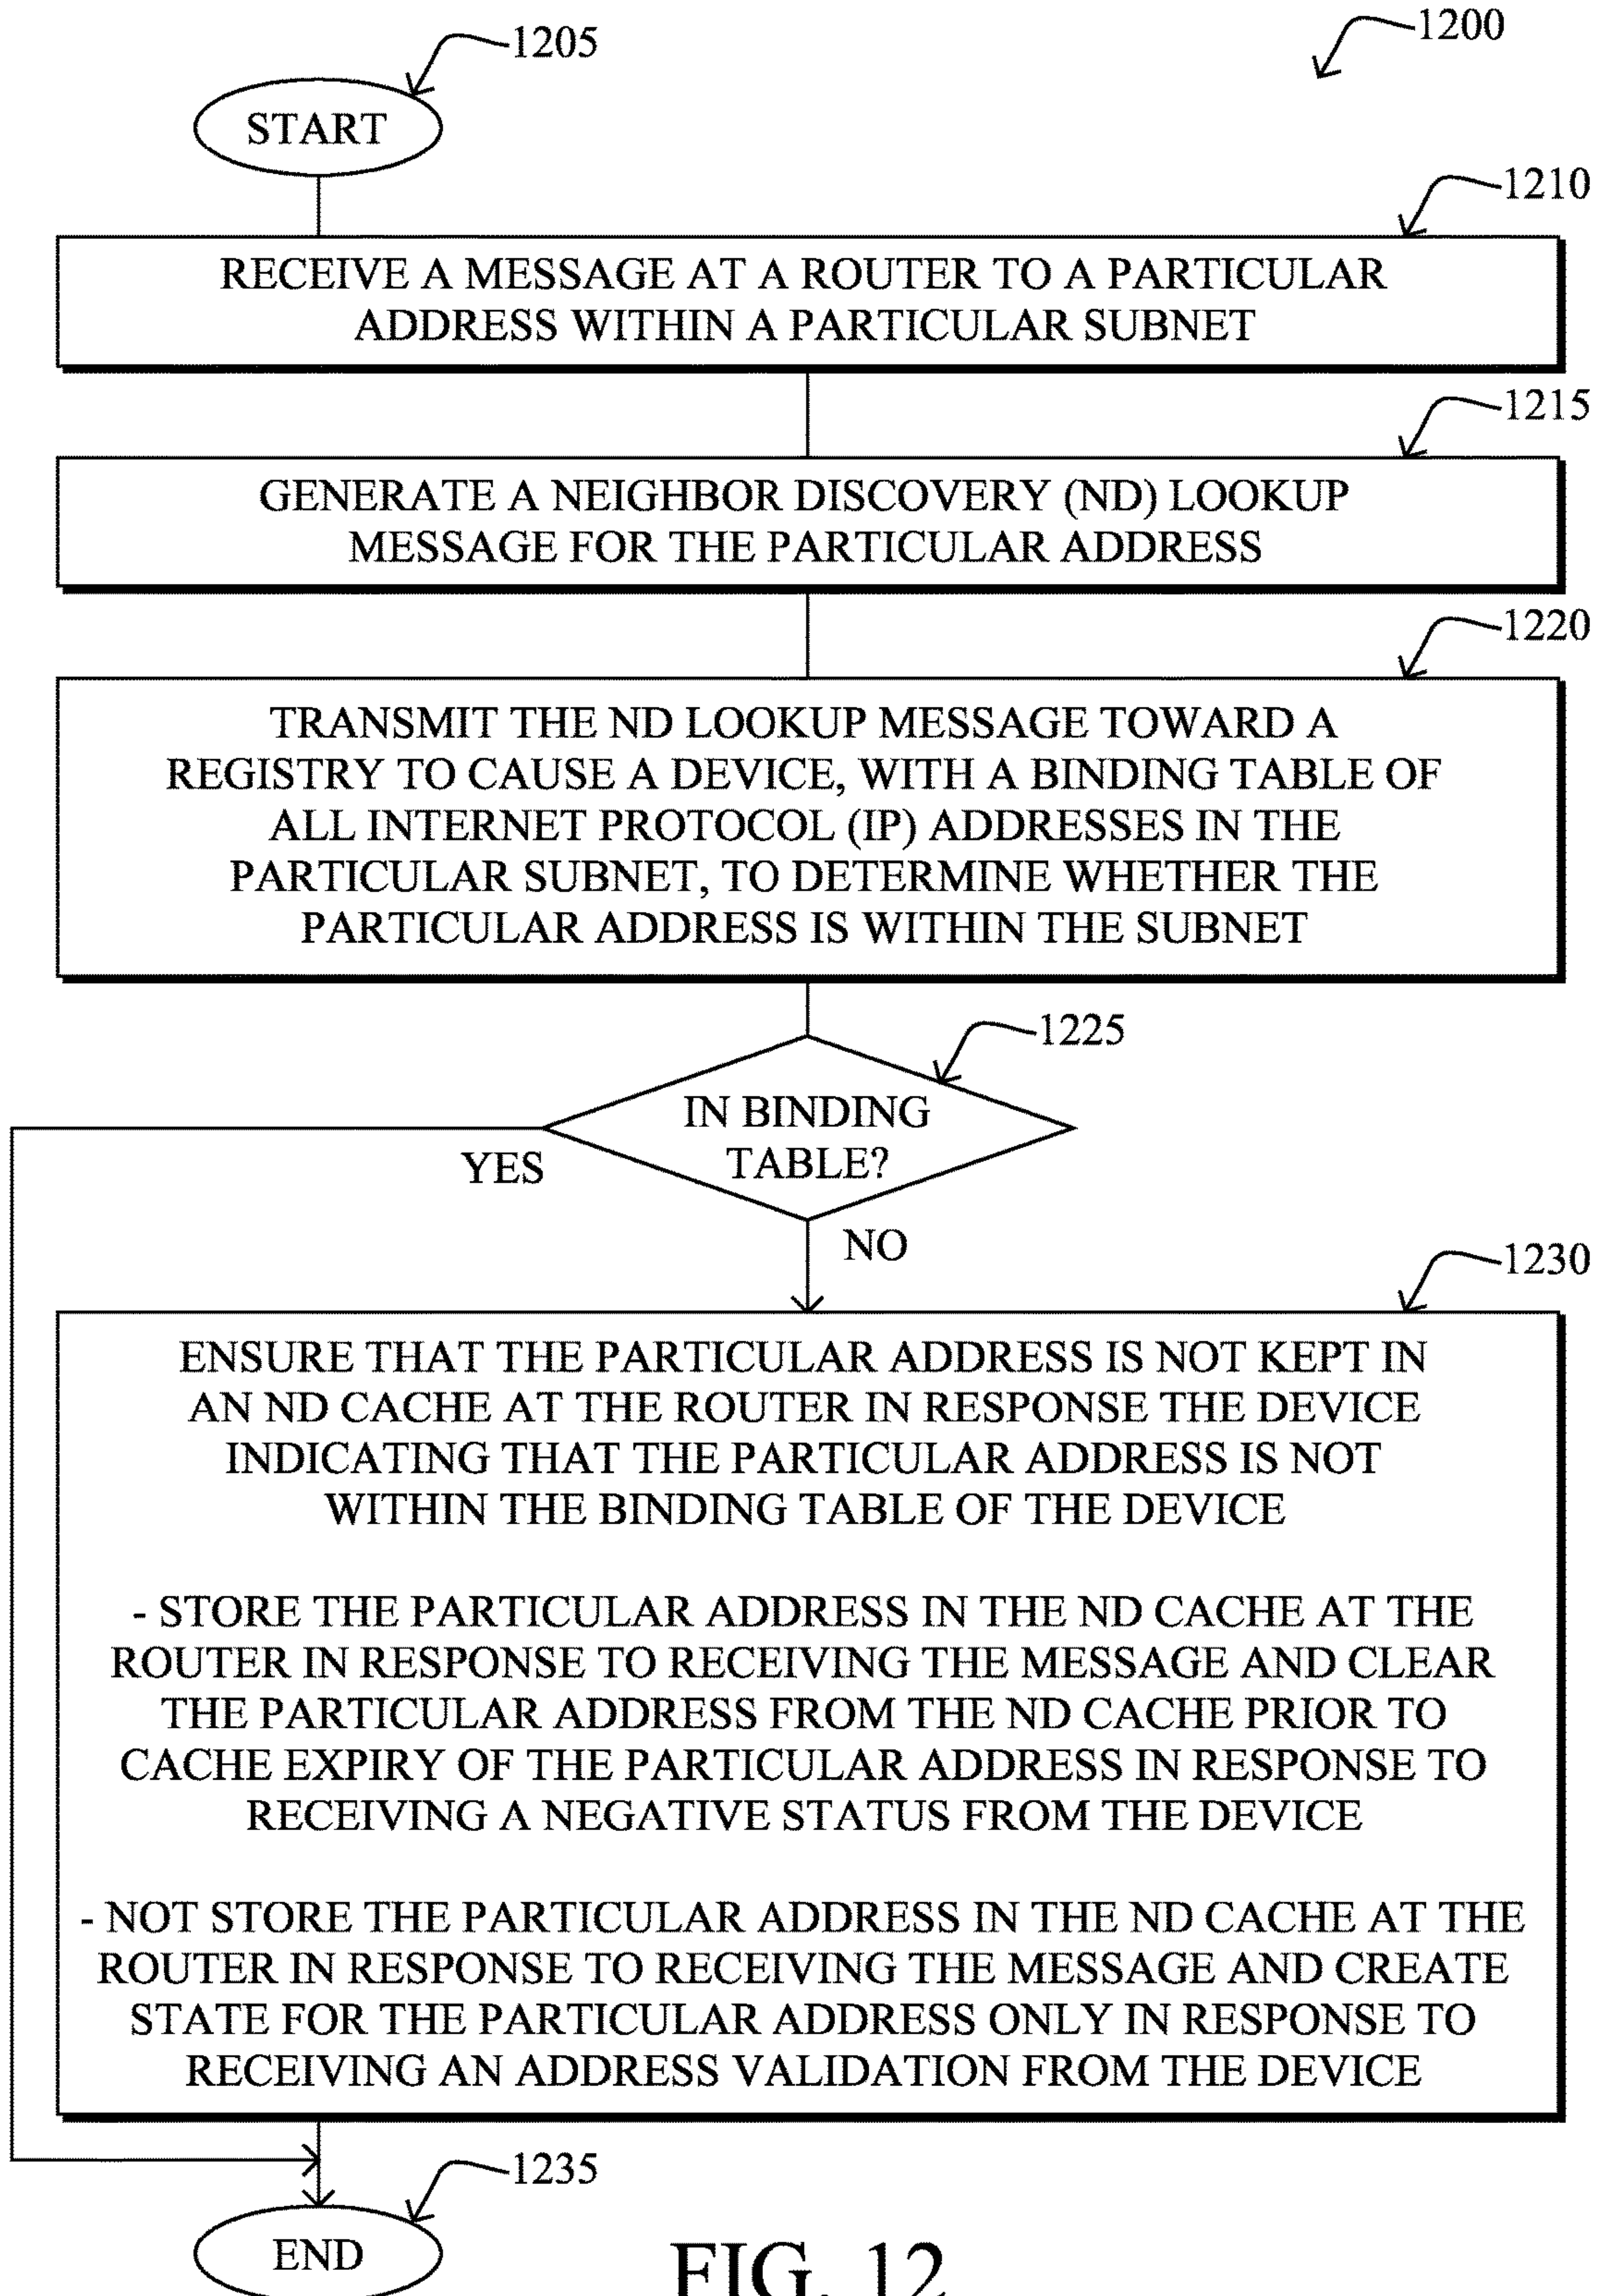 1200
1205
START
1210
RECEIVE A MESSAGE AT A ROUTER TO A PARTICULAR
ADDRESS WITHIN A PARTICULAR SUBNET
1215
GENERATE A NEIGHBOR DISCOVERY (ND) LOOKUP
MESSAGE FOR THE PARTICULAR ADDRESS
1220
TRANSMIT THE ND LOOKUP MESSAGE TOWARD A
REGISTRY TO CAUSE A DEVICE, WITH A BINDING TABLE OF
ALL INTERNET PROTOCOL (IP) ADDRESSES IN THE
PARTICULAR SUBNET, TO DETERMINE WHETHER THE
PARTICULAR ADDRESS IS WITHIN THE SUBNET
1225
IN BINDING
TABLE?
YES
NO
1230
ENSURE THAT THE PARTICULAR ADDRESS IS NOT KEPT IN
AN ND CACHE AT THE ROUTER IN RESPONSE THE DEVICE
INDICATING THAT THE PARTICULAR ADDRESS IS NOT
WITHIN THE BINDING TABLE OF THE DEVICE
- STORE THE PARTICULAR ADDRESS IN THE ND CACHE AT THE
ROUTER IN RESPONSE TO RECEIVING THE MESSAGE AND CLEAR
THE PARTICULAR ADDRESS FROM THE ND CACHE PRIOR TO
CACHE EXPIRY OF THE PARTICULAR ADDRESS IN RESPONSE TO
RECEIVING A NEGATIVE STATUS FROM THE DEVICE
- NOT STORE THE PARTICULAR ADDRESS IN THE ND CACHE AT THE
ROUTER IN RESPONSE TO RECEIVING THE MESSAGE AND CREATE
STATE FOR THE PARTICULAR ADDRESS ONLY IN RESPONSE TO
RECEIVING AN ADDRESS VALIDATION FROM THE DEVICE
1235
END
FIG. 12